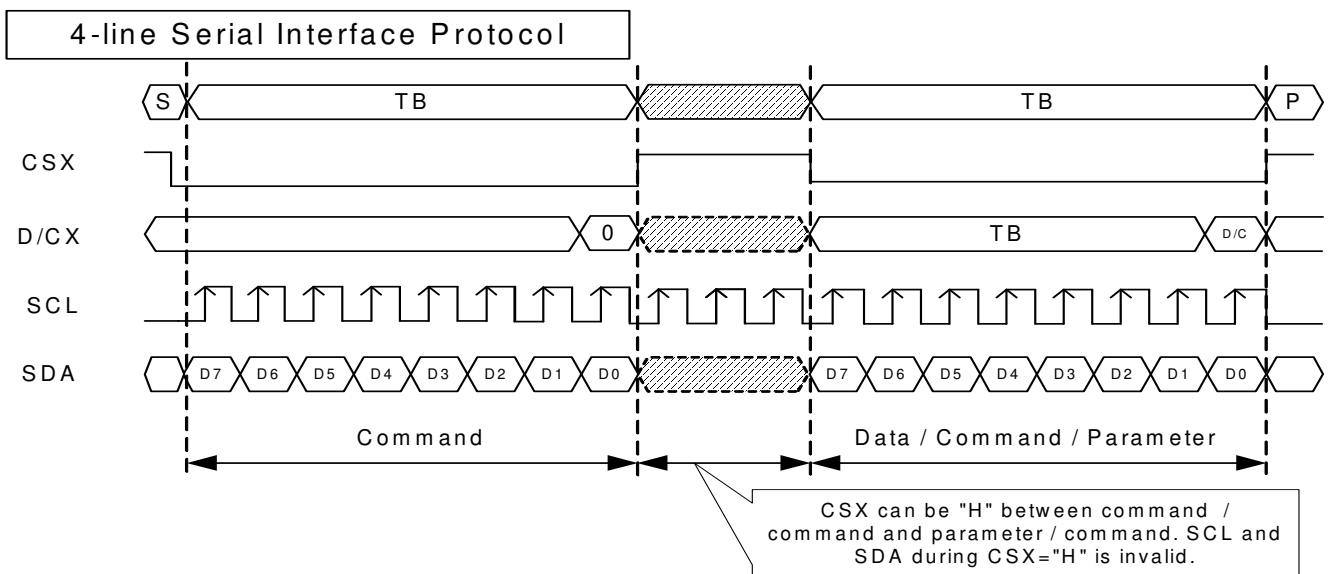 4-line Serial Interface Protocol
S TB TB P
CSX
D/CX 0 TB D/C
SCL
SDA D7 D6 D5 D4 D3 D2 D1 D0 D7 D6 D5 D4 D3 D2 D1 D0
Command Data / Command / Parameter
CSX can be "H" between command /
command and parameter / command. SCL and
SDA during CSX="H" is invalid.